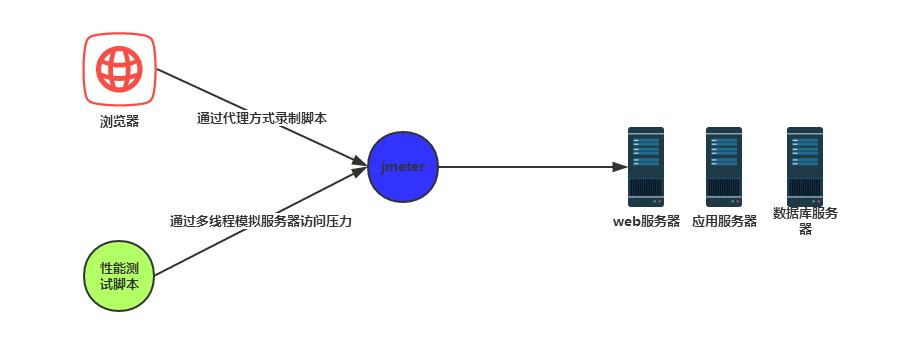 浏览器
通过代理方式录制脚本
jmeter
通过多线程模拟服务器访问压力
性能测
试脚本
web服务器
应用服务器
数据库服务
器